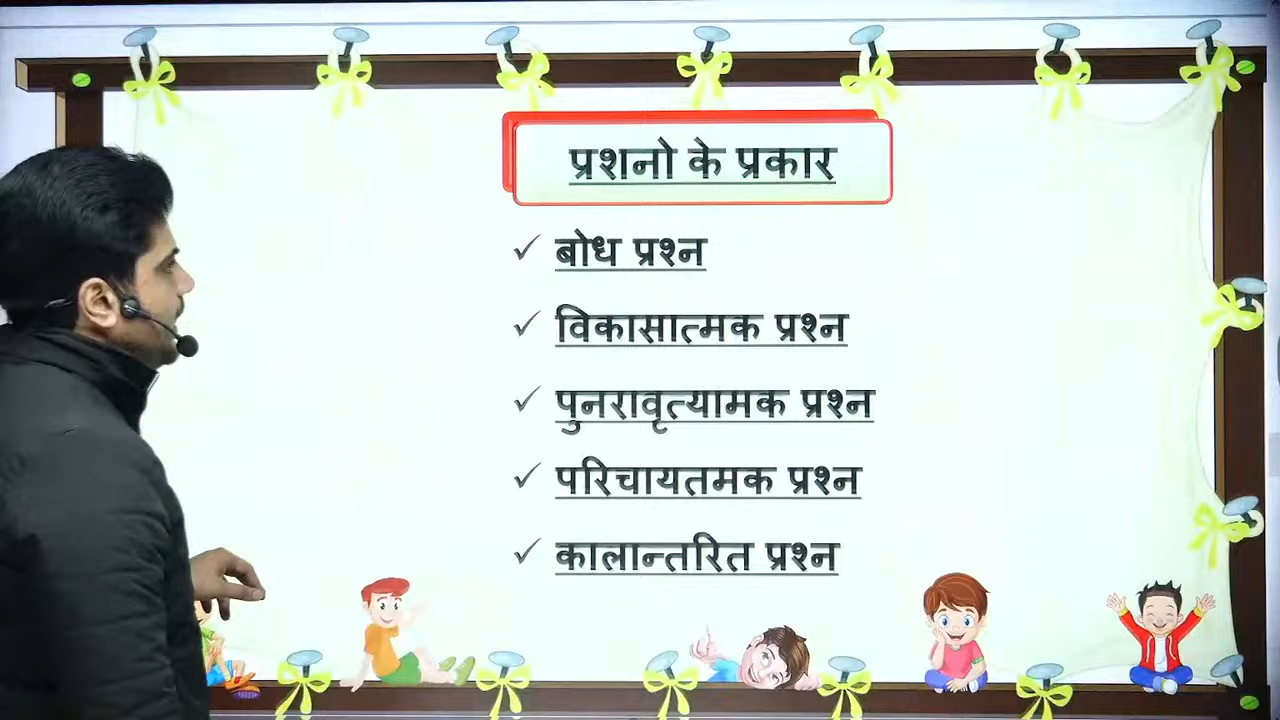 प्रशनो के प्रकार
बोध प्रश्न
विकासात्मक प्रश्न
पुनरावृत्यामक प्रश्न
परिचायतमक प्रश्न
कालान्तरित प्रश्न